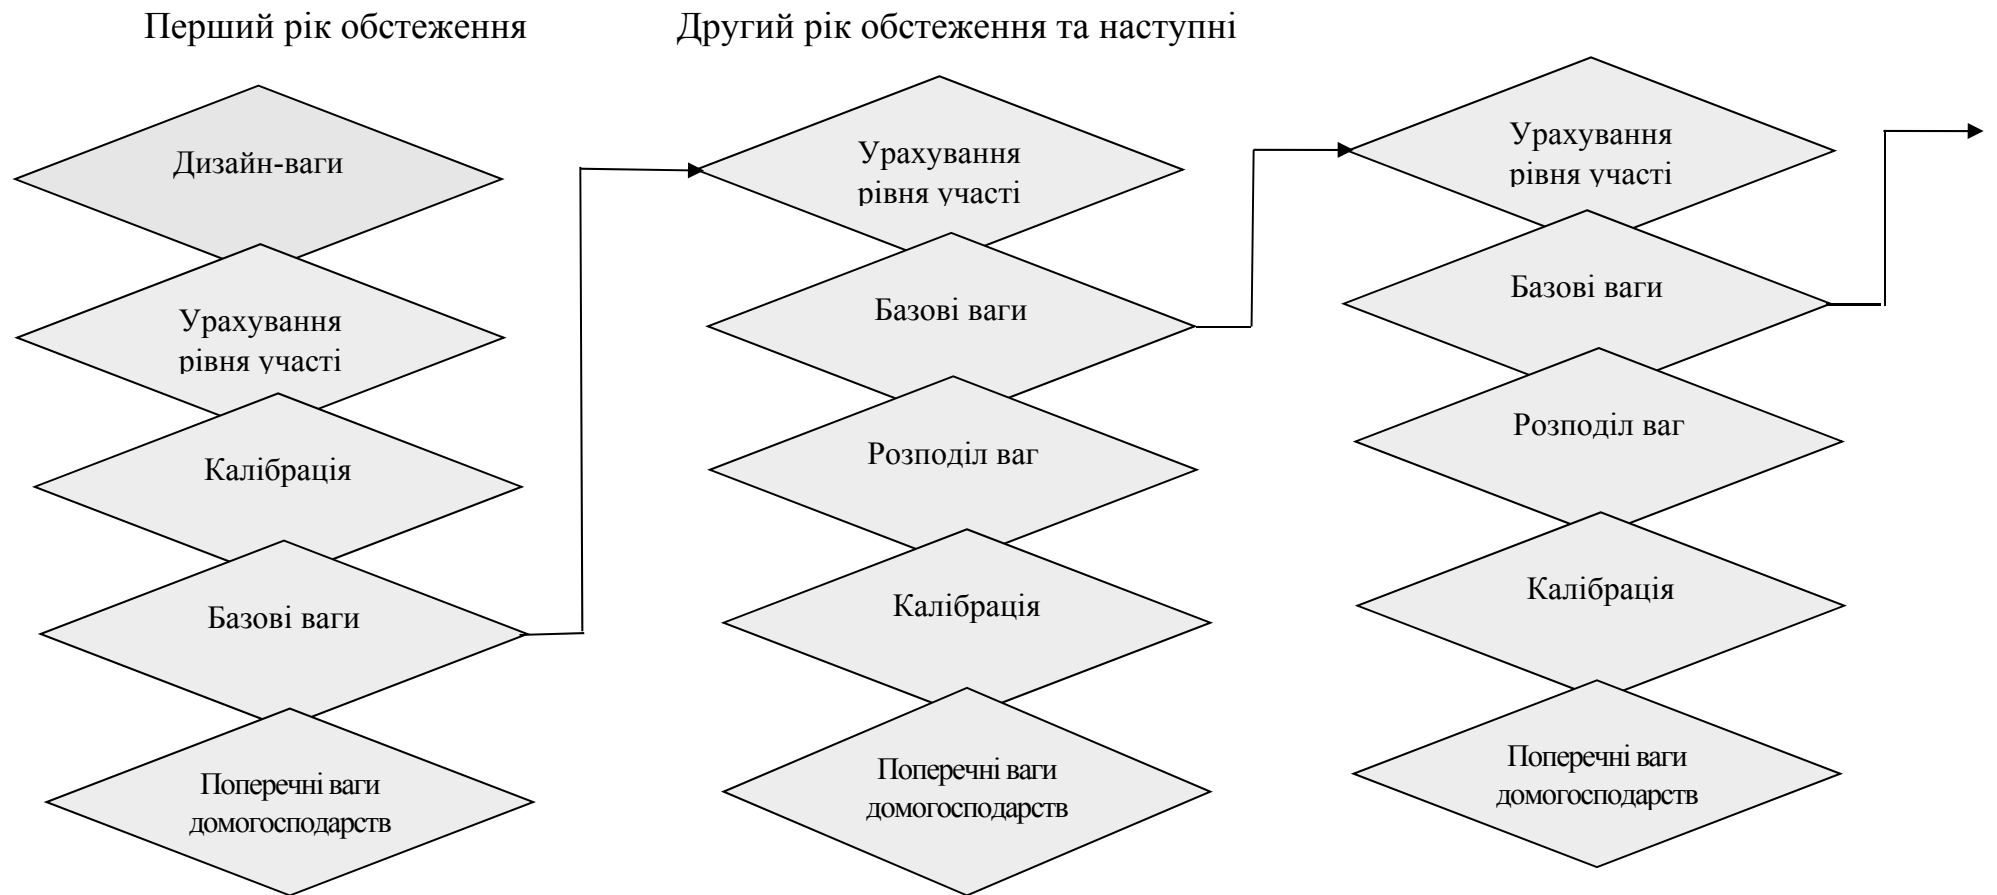 Перший рік обстеження
Другий рік обстеження та наступні
Дизайн-ваги
Урахування
рівня участі
Калібрація
Базові ваги
Поперечні ваги
домогосподарств
Урахування
рівня участі
Базові ваги
Розподіл ваг
Калібрація
Поперечні ваги
домогосподарств
Урахування
рівня участі
Базові ваги
Розподіл ваг
Калібрація
Поперечні ваги
домогосподарств